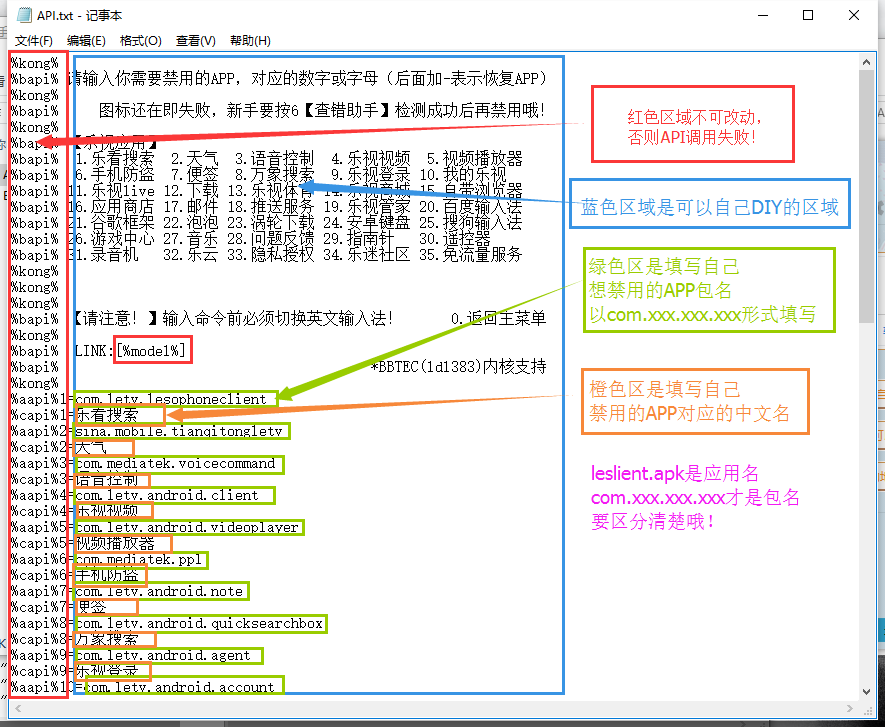 API.txt - 记事本
文件(F) 编辑(E) 格式(O) 查看(V) 帮助(H)
%kong%
%bapi% 请输入你需要禁用的APP，对应的数字或字母（后面加-表示恢复APP）
%kong%
%bapi% 图标还在即失败，新手要按6【查错助手】检测成功后再禁用哦！
%kong%
%bapi% 【乐视应用】
%bapi% 1.乐看搜索 2.天气 3.语音控制 4.乐视视频 5.视频播放器
%bapi% 6.手机防盗 7.便签 8.万象搜索 9.乐视登录 10.我的乐视
%bapi% 11.乐视live 12.下载 13.乐视体育 14.乐视商城 15.自带浏览器
%bapi% 16.应用商店 17.邮件 18.推送服务 19.乐视管家 20.百度输入法
%bapi% 21.谷歌框架 22.泡泡 23.涡轮下载 24.安卓键盘 25.搜狗输入法
%bapi% 26.游戏中心 27.音乐 28.问题反馈 29.指南针 30.遥控器
%bapi% 31.录音机 32.乐云 33.隐私授权 34.乐迷社区 35.免流量服务
%kong%
%kong%
%kong%
%bapi% 【请注意！】输入命令前必须切换英文输入法！ 0.返回主菜单
%kong%
%bapi% LINK:[%mode1%]
%bapi% *BBTEC(1d1383)内核支持
%kong%
%aapi%1=com.letv.lesophoneclient
%capi%1=乐看搜索
%aapi%2=sina.mobile.tianqitongletv
%capi%2=天气
%aapi%3=com.mediatek.voicecommand
%capi%3=语音控制
%aapi%4=com.letv.android.client
%capi%4=乐视视频
%aapi%5=com.letv.android.videoplayer
%capi%5=视频播放器
%aapi%6=com.mediatek.ppl
%capi%6=手机防盗
%aapi%7=com.letv.android.note
%capi%7=便签
%aapi%8=com.letv.android.quicksearchbox
%capi%8=万象搜索
%aapi%9=com.letv.android.agent
%capi%9=乐视登录
%aapi%10=com.letv.android.account
红色区域不可改动，
否则API调用失败！
蓝色区域是可以自己DIY的区域
绿色区是填写自己
想禁用的APP包名
以com.xxx.xxx.xxx形式填写
橙色区是填写自己
禁用的APP对应的中文名
leslient.apk是应用名
com.xxx.xxx.xxx才是包名
要区分清楚哦！